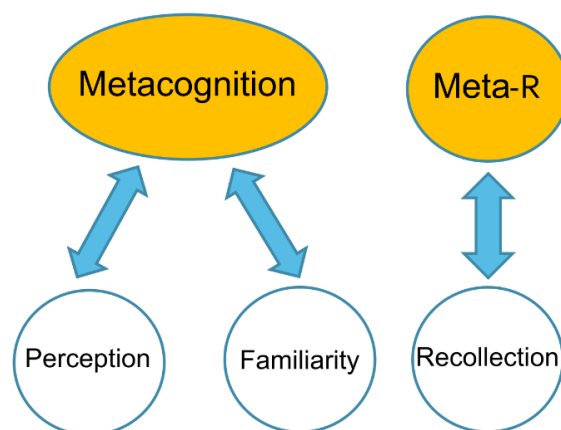 Metacognition
Meta-R
Perception
Familiarity
Recollection